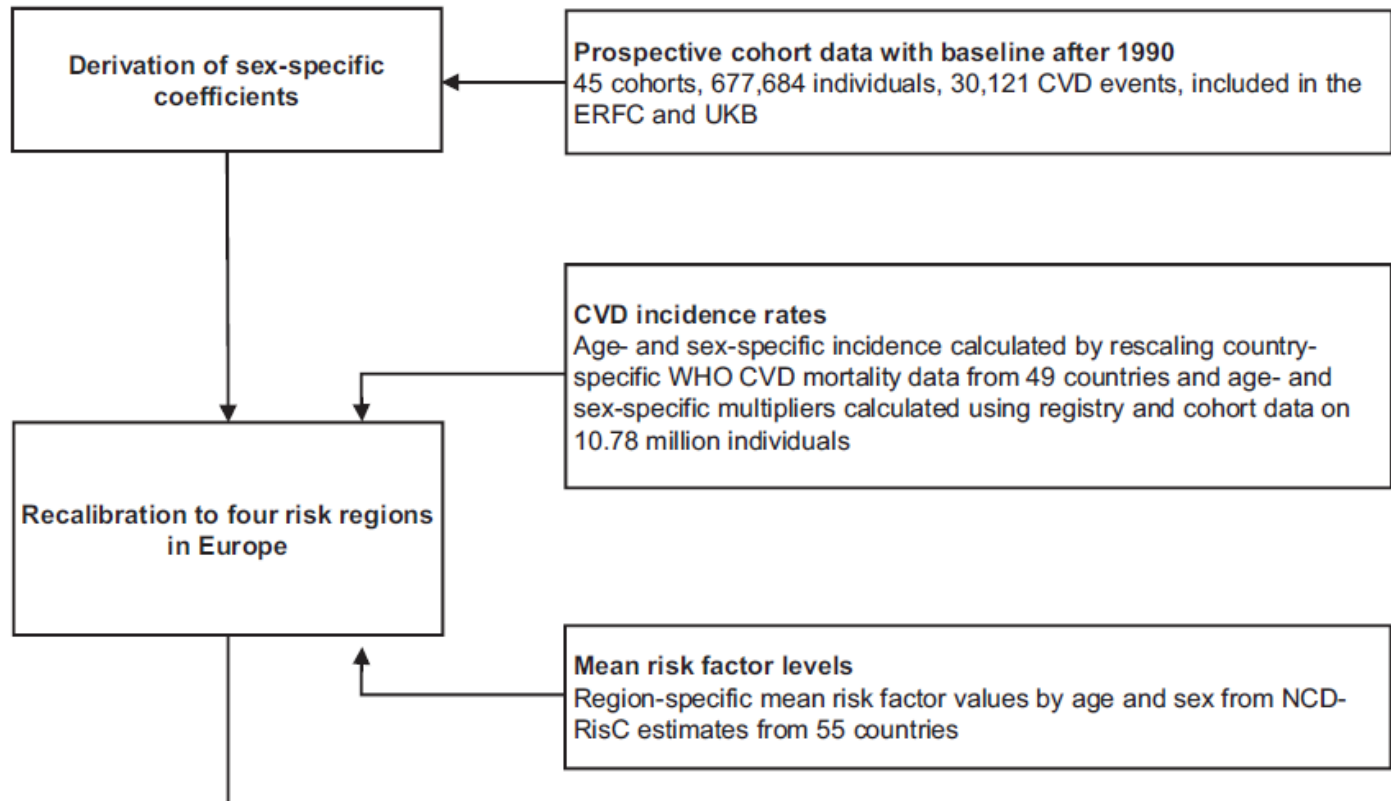 Derivation of sex-specific
coefficients
Prospective cohort data with baseline after 1990
45 cohorts, 677,684 individuals, 30,121 CVD events, included in the
ERFC and UKB
CVD incidence rates
Age- and sex-specific incidence calculated by rescaling country-
specific WHO CVD mortality data from 49 countries and age- and
sex-specific multipliers calculated using registry and cohort data on
10.78 million individuals
Recalibration to four risk regions
in Europe
Mean risk factor levels
Region-specific mean risk factor values by age and sex from NCD-
RisC estimates from 55 countries